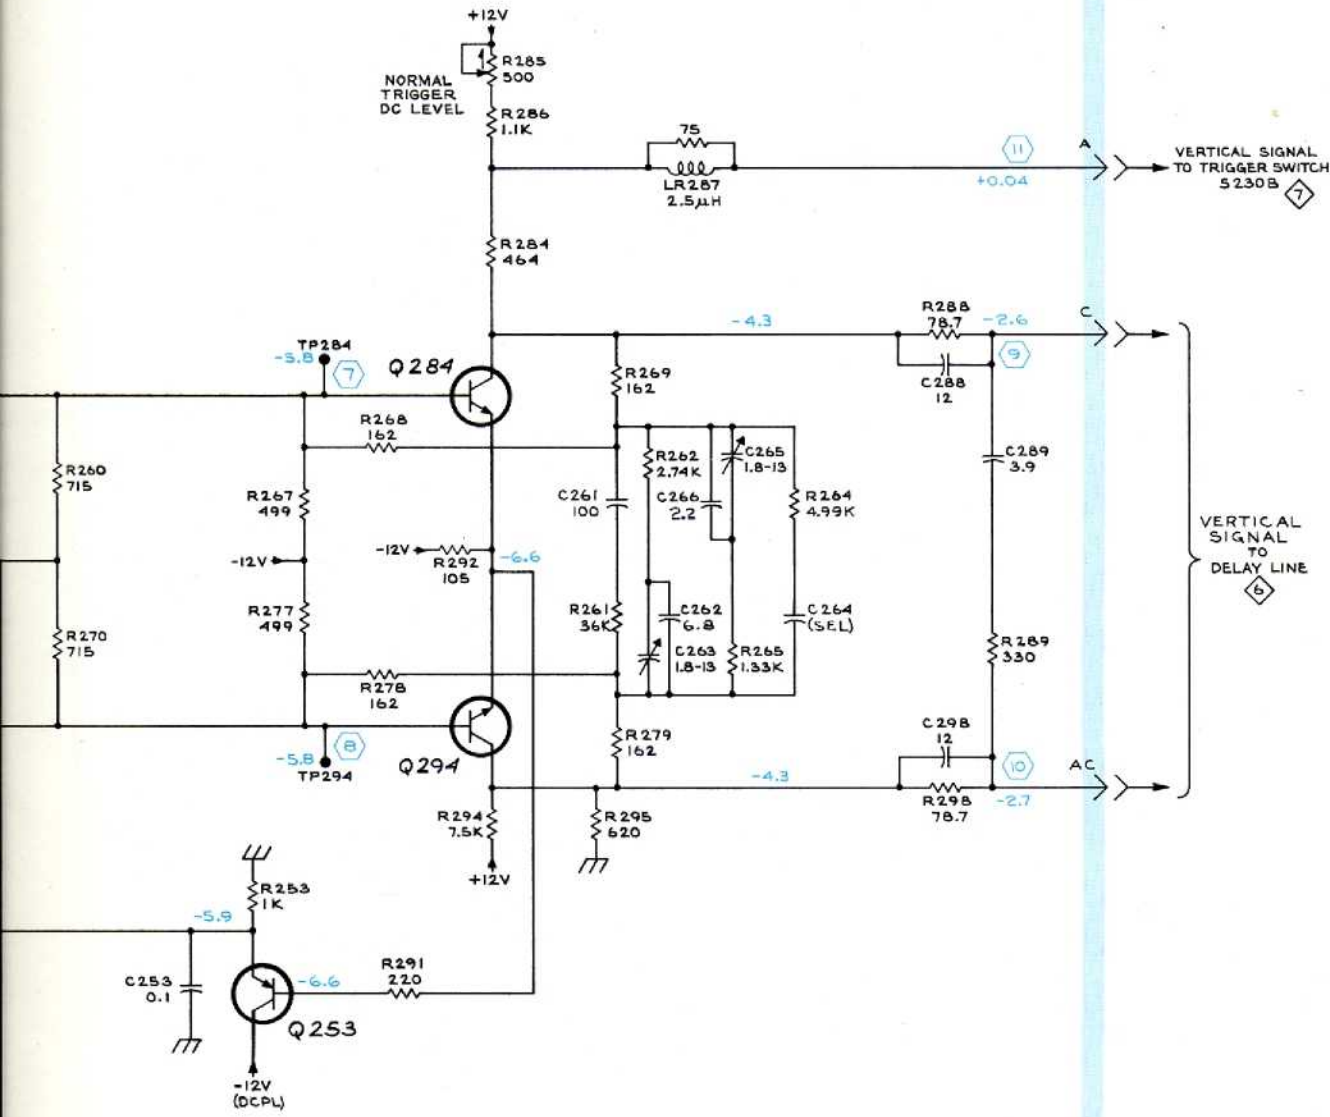 +12V
R285
500
NORMAL
TRIGGER
DC LEVEL
R286
1.1K
75
LR287
2.5µH
11
+0.04
A
VERTICAL SIGNAL
TO TRIGGER SWITCH
S230B
7
R284
464
-4.3
R288
78.7
-2.6
C
9
C288
12
TP284
-5.8
7
Q284
R269
162
R268
162
R260
715
R267
499
-12V
R262
2.74K
C265
1.8-13
C261
100
C266
2.2
R264
4.99K
C289
3.9
-12V
R292
105
-6.6
VERTICAL
SIGNAL
TO
DELAY LINE
6
R277
499
R270
715
R261
36K
C262
6.8
C263
1.8-13
R265
1.33K
C264
(SEL)
R289
330
R278
162
C298
12
8
-5.8
TP294
Q294
R279
162
-4.3
10
AC
R298
78.7
-2.7
R294
7.5K
R295
620
+12V
R253
1K
-5.9
C253
0.1
-6.6
R291
220
Q253
-12V
(DCPL)